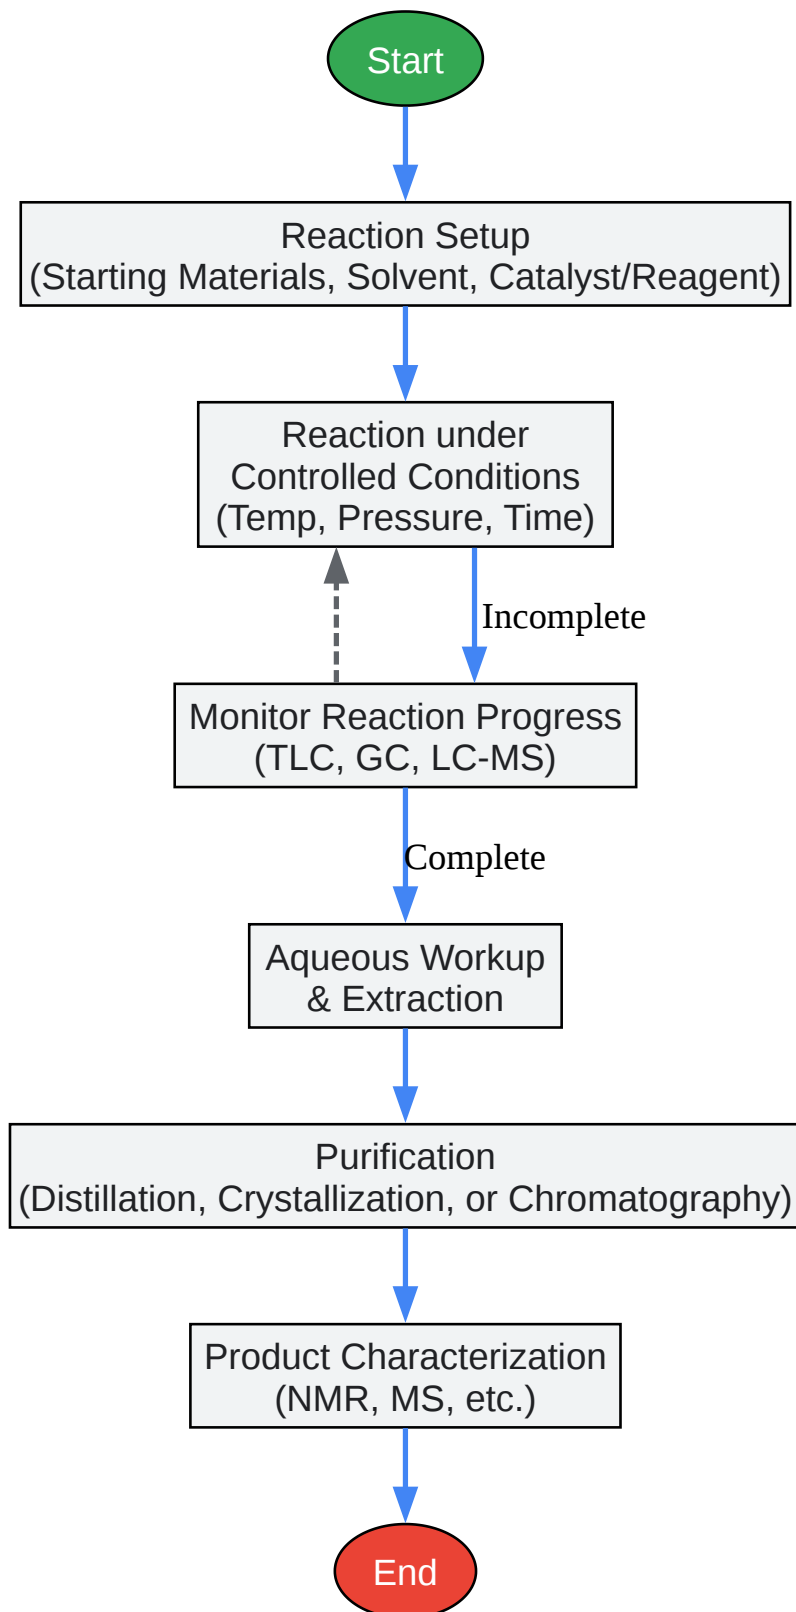 Start
Reaction Setup
(Starting Materials, Solvent, Catalyst/Reagent)
Reaction under
Controlled Conditions
(Temp, Pressure, Time)
Incomplete
Monitor Reaction Progress
(TLC, GC, LC-MS)
Complete
Aqueous Workup
& Extraction
Purification
(Distillation, Crystallization, or Chromatography)
Product Characterization
(NMR, MS, etc.)
End